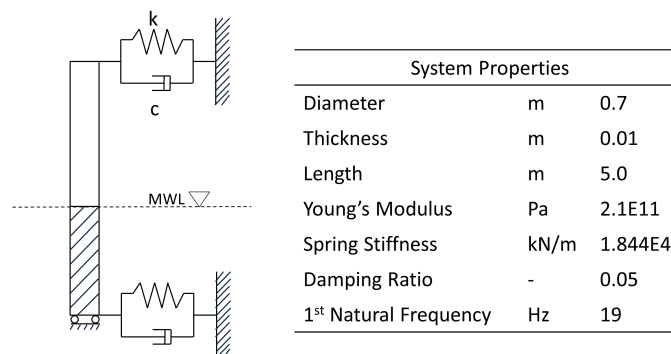 k
c
MWL
System Properties
Diameter m 0.7
Thickness m 0.01
Length m 5.0
Young's Modulus Pa 2.1E11
Spring Stiffness kN/m 1.844E4
Damping Ratio - 0.05
1st Natural Frequency Hz 19